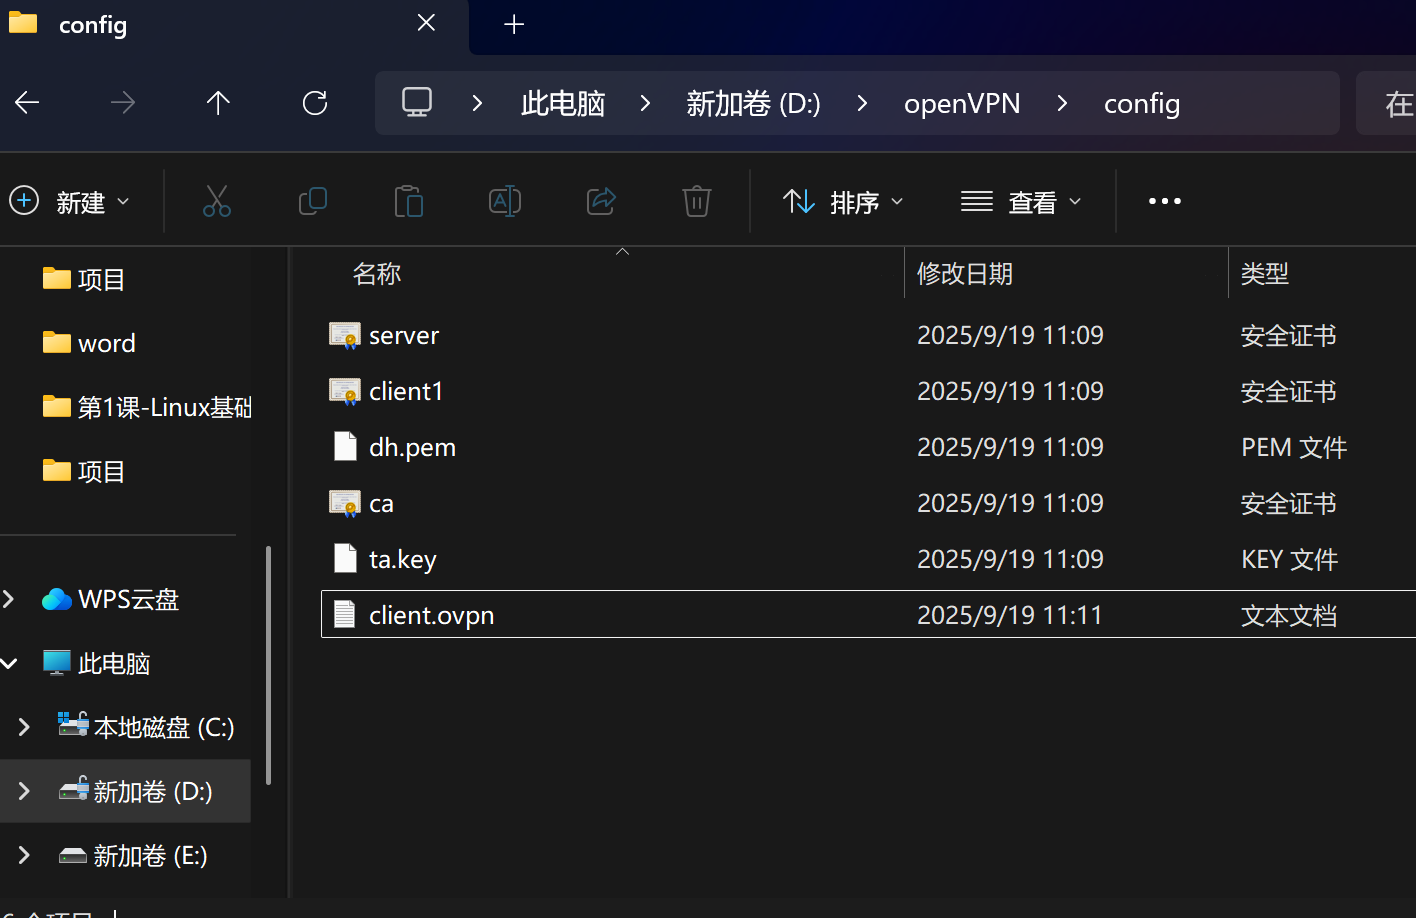 config
此电脑 新加卷 (D:) openVPN config 在
新建 排序 查看
名称 修改日期 类型
server 2025/9/19 11:09 安全证书
client1 2025/9/19 11:09 安全证书
dh.pem 2025/9/19 11:09 PEM 文件
ca 2025/9/19 11:09 安全证书
ta.key 2025/9/19 11:09 KEY 文件
client.ovpn 2025/9/19 11:11 文本文档
项目
word
第1课-Linux基础
项目
WPS云盘
此电脑
本地磁盘 (C:)
新加卷 (D:)
新加卷 (E:)
6 个项目